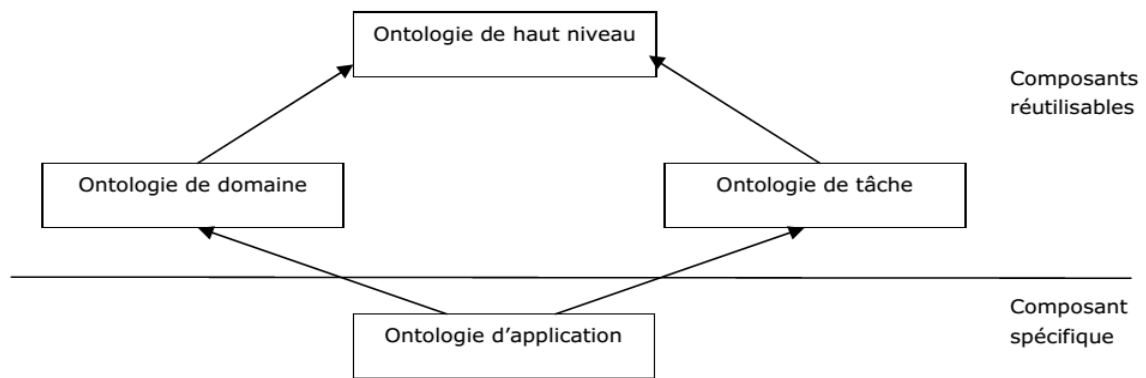 Ontologie de haut niveau
Composants
réutilisables
Ontologie de domaine
Ontologie de tâche
Composant
spécifique
Ontologie d’application